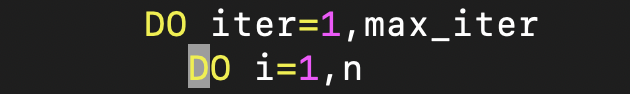 DO iter=1,max_iter
DO i=1,n